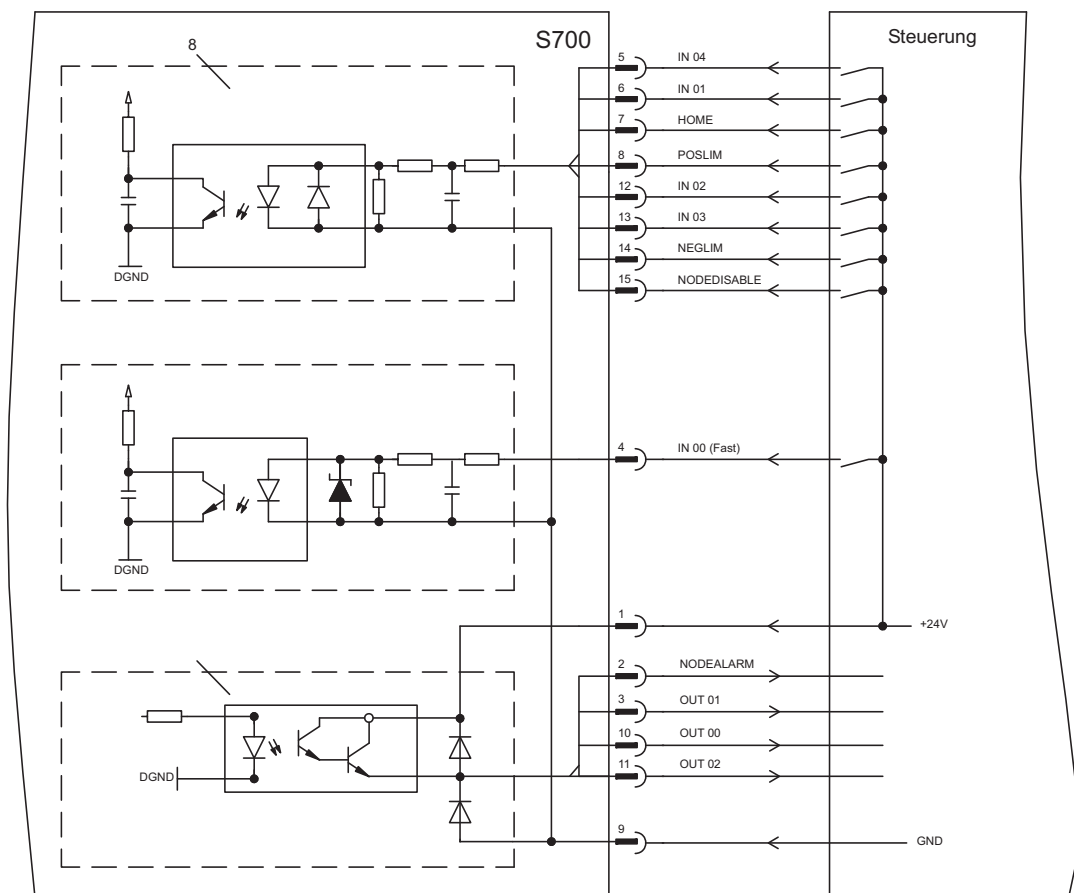 S700
Steuerung
8
5 IN 04
6 IN 01
7 HOME
8 POSLIM
12 IN 02
13 IN 03
14 NEGLIM
15 NODEDISABLE
DGND
4 IN 00 (Fast)
DGND
1 +24V
2 NODEALARM
3 OUT 01
10 OUT 00
11 OUT 02
DGND
9 GND